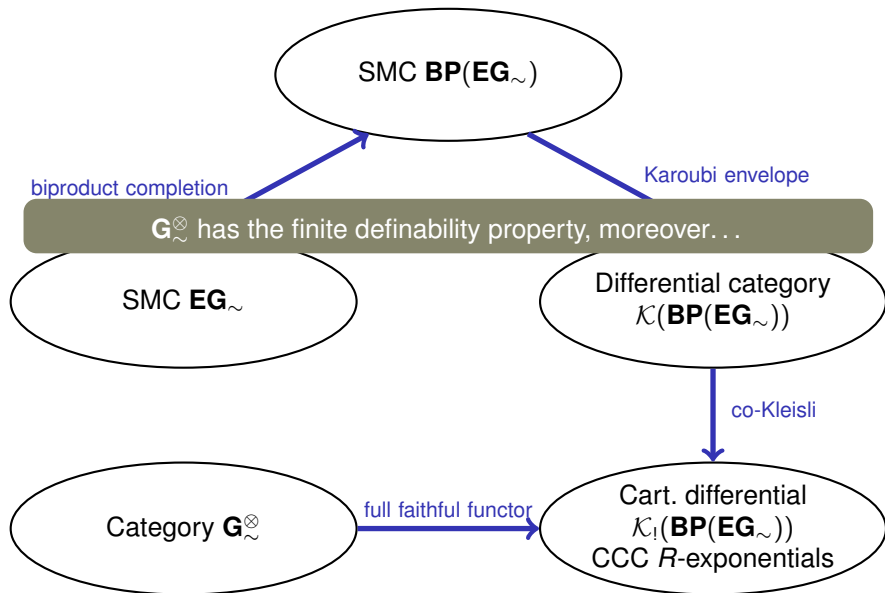 SMC BP(EG∼)
biproduct completion
Karoubi envelope
G∼⊗ has the finite definability property, moreover. . .
SMC EG∼
Differential category
K(BP(EG∼))
co-Kleisli
Category G∼⊗
full faithful functor
Cart. differential
K!(BP(EG∼))
CCC R-exponentials